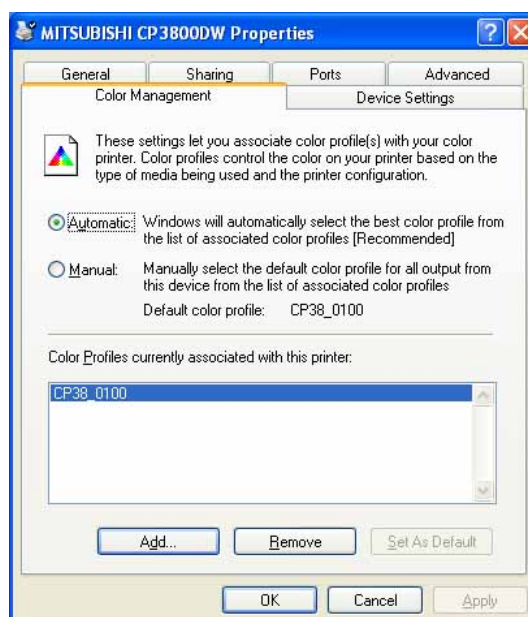 MITSUBISHI CP3800DW Properties
General Sharing Ports Advanced
Color Management Device Settings
These settings let you associate color profile(s) with your color
printer. Color profiles control the color on your printer based on the
type of media being used and the printer configuration.
Automatic: Windows will automatically select the best color profile from
the list of associated color profiles [Recommended]
Manual: Manually select the default color profile for all output from
this device from the list of associated color profiles
Default color profile: CP38_0100
Color Profiles currently associated with this printer:
CP38_0100
Add... Remove Set As Default
OK Cancel Apply